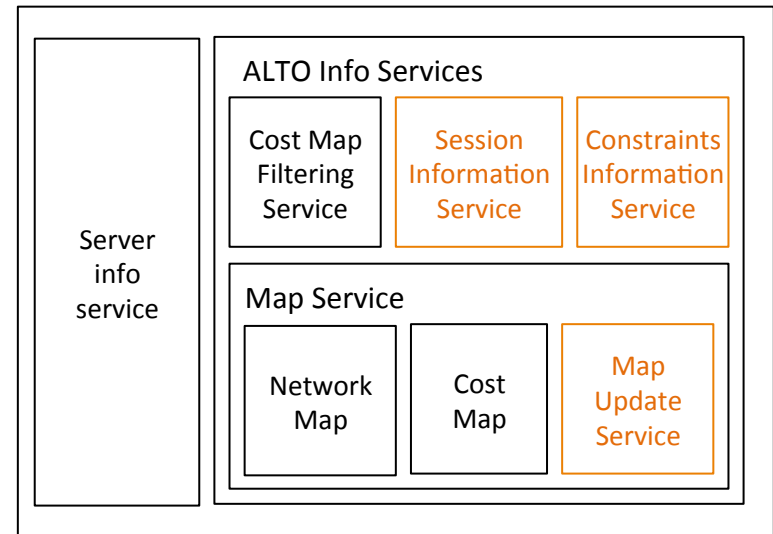 Server
info
service
ALTO Info Services
Cost Map
Filtering
Service
Session
Information
Service
Constraints
Information
Service
Map Service
Network
Map
Cost
Map
Map
Update
Service